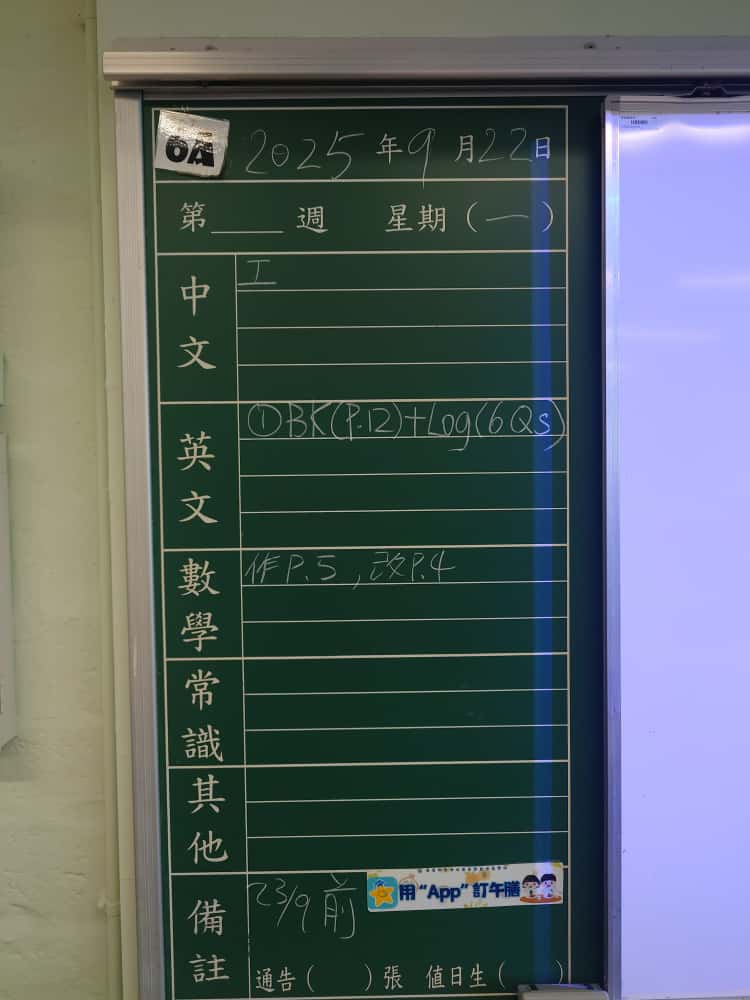 6A
2025年9月22日
第____週 星期(一)
中文
工
英文
①BK(P.12)+Log(6Qs)
數學
作P.5,改P.4
常識
其他
備註
23/9前
用“App”訂午膳
通告( )張 值日生( )